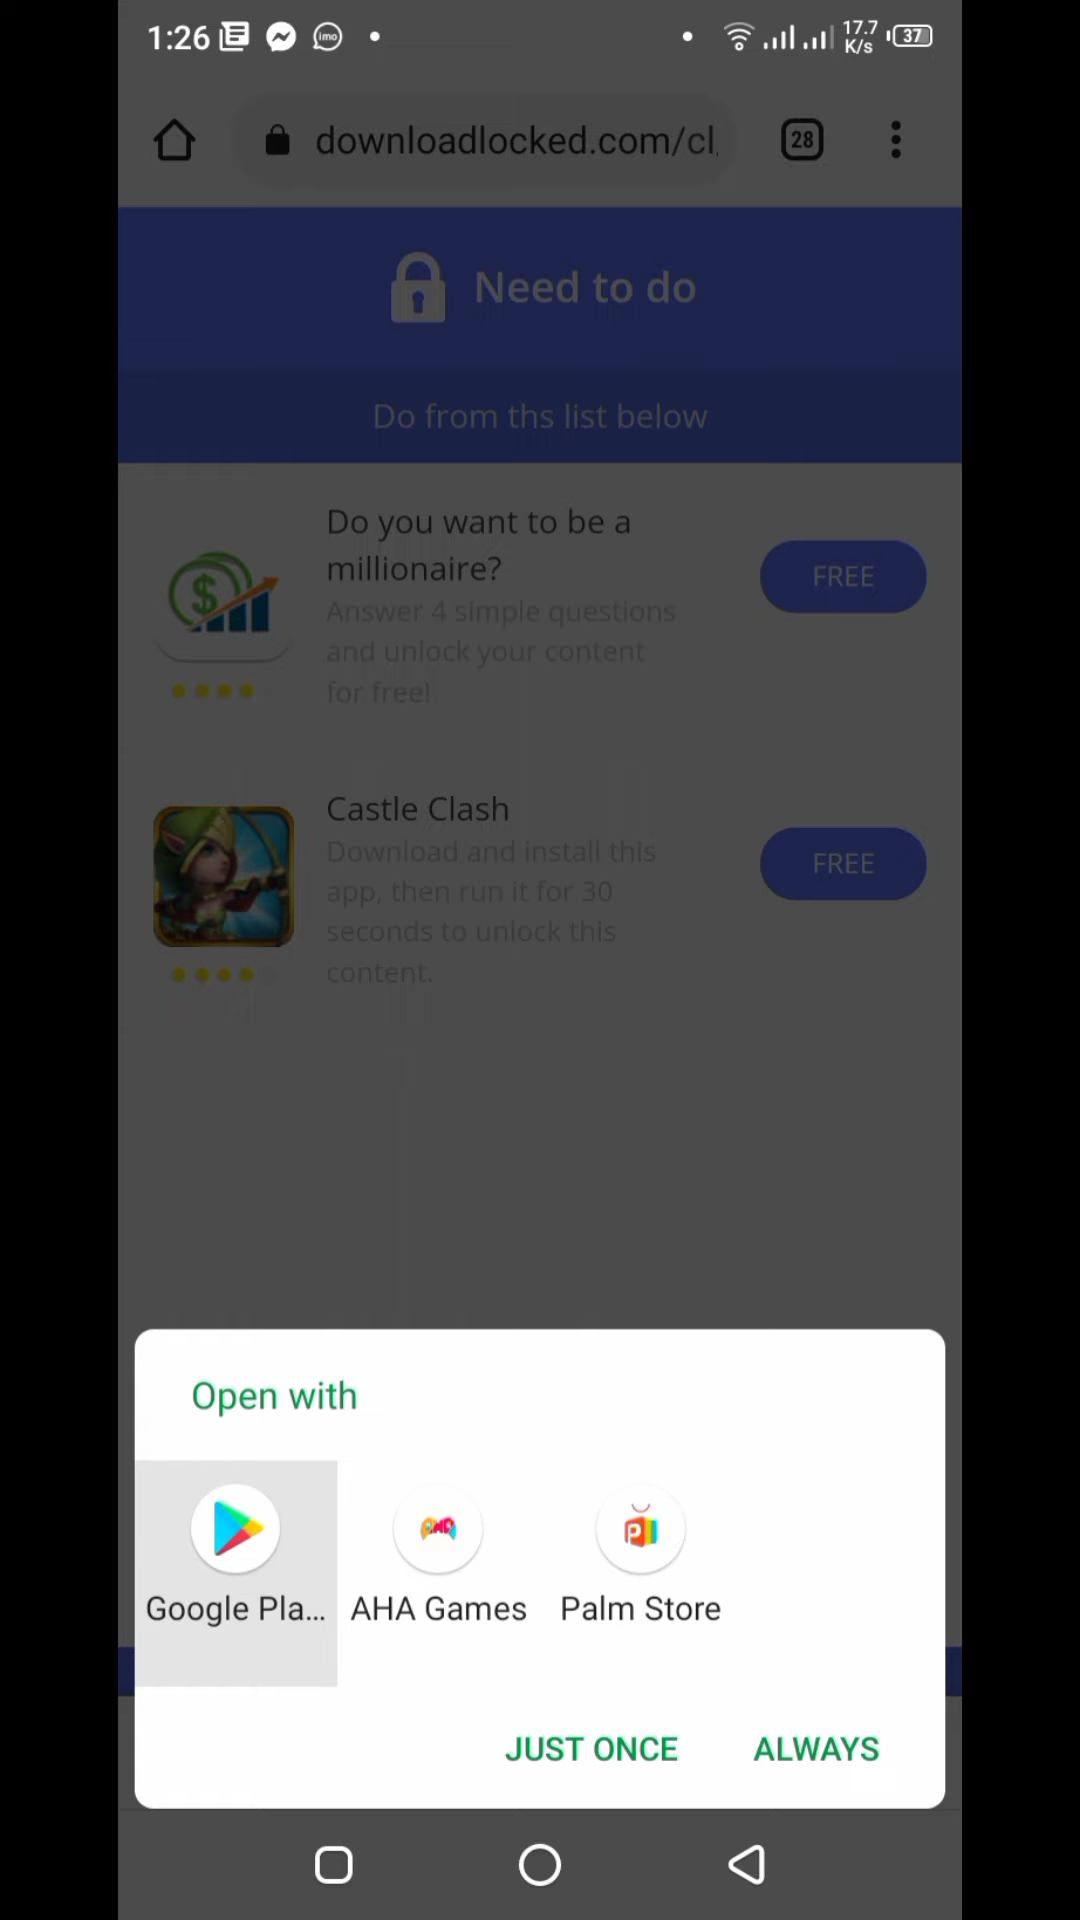 1:26
imo
17.7
K/s
37
downloadlocked.com/cl
28
Need to do
Do from ths list below
Do you want to be a
millionaire?
Answer 4 simple questions
and unlock your content
for free!
FREE
Castle Clash
Download and install this
app, then run it for 30
seconds to unlock this
content.
FREE
Open with
Google Pla...
AHA Games
Palm Store
JUST ONCE
ALWAYS